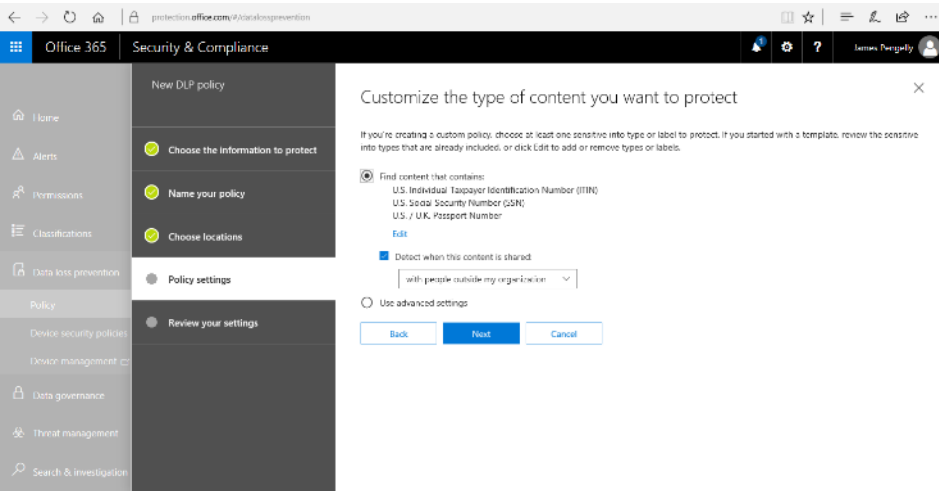 protection.office.com/#/datalossprevention
Office 365
Security & Compliance
1
?
James Pengelly
New DLP policy
Choose the information to protect
Name your policy
Choose locations
Policy settings
Review your settings
Home
Alerts
Permissions
Classifications
Data loss prevention
Policy
Device security policies
Device management
Data governance
Threat management
Search & investigation
Customize the type of content you want to protect
If you're creating a custom policy, choose at least one sensitive info type or label to protect. If you started with a template, review the sensitive
info types that are already included, or click Edit to add or remove types or labels.
Find content that contains:
U.S. Individual Taxpayer Identification Number (ITIN)
U.S. Social Security Number (SSN)
U.S. / U.K. Passport Number
Edit
Detect when this content is shared:
with people outside my organization
Use advanced settings
Back
Next
Cancel